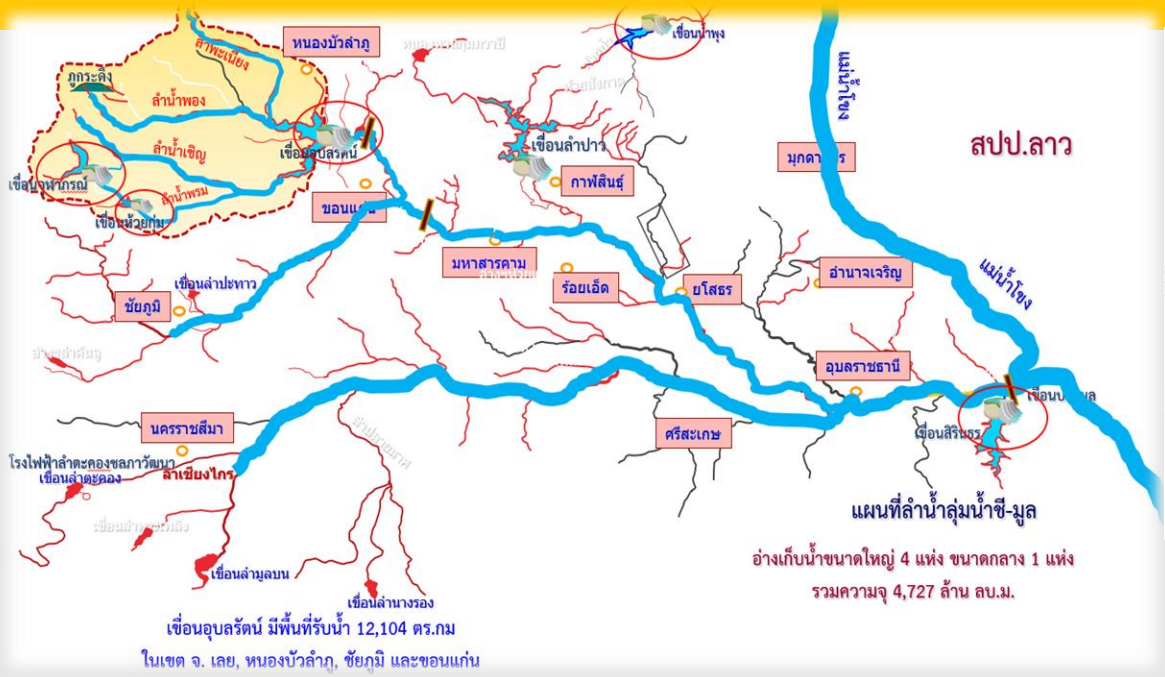 เขื่อนน้ำพุง
ลำพะเนียง
หนองบัวลำภู
ภูกระดึง
ลำน้ำพอง
แม่น้ำโขง
สปป.ลาว
เขื่อนอุบลรัตน์
เขื่อนลำปาว
ลำน้ำเชิญ
กาฬสินธุ์
เขื่อนจุฬาภรณ์
ลำน้ำพรม
ขอนแก่น
เขื่อนห้วยกุ่ม
มหาสารคาม
แม่น้ำโขง
อำนาจเจริญ
เขื่อนลำปะทาว
ร้อยเอ็ด
ยโสธร
ชัยภูมิ
อุบลราชธานี
นครราชสีมา
ศรีสะเกษ
เขื่อนสิรินธร
โรงไฟฟ้าลำตะคองชลภาวัฒนา
ลำเชียงไกร
เขื่อนลำตะคอง
แผนที่ลำน้ำลุ่มน้ำชี-มูล
อ่างเก็บน้ำขนาดใหญ่ 4 แห่ง ขนาดกลาง 1 แห่ง
รวมความจุ 4,727 ล้าน ลบ.ม.
เขื่อนลำมูลบน
เขื่อนลำนางรอง
เขื่อนอุบลรัตน์ มีพื้นที่รับน้ำ 12,104 ตร.กม
ในเขต จ. เลย, หนองบัวลำภู, ชัยภูมิ และขอนแก่น